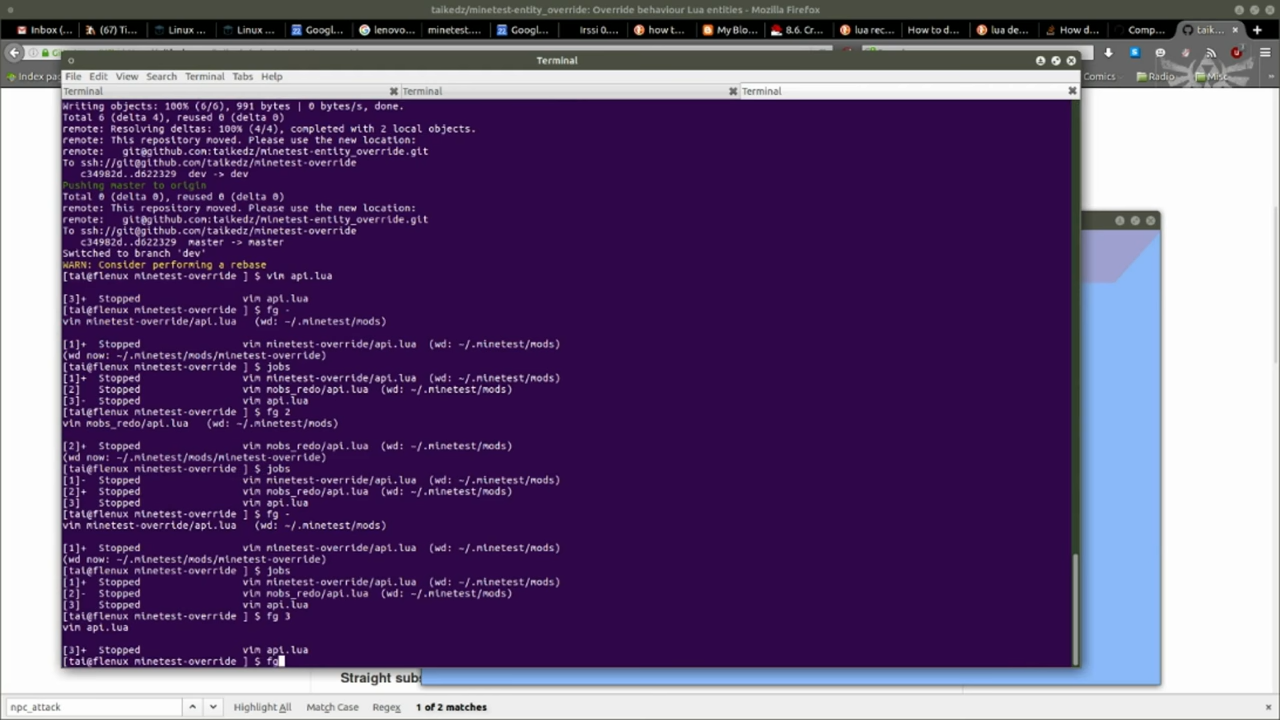 taikedz/minetest-entity_override: Override behaviour Lua entities - Mozilla Firefox
Inbox ( (67) Ti Linux ... Linux ... Googl... lenovo... minetest... Googl... Irssi 0... how t... My Blo... 8.6. Cr... lua rec... How to d... lua de... How d... Comp... taik...
Index pag Comics Radio Misc
Terminal
File Edit View Search Terminal Tabs Help
Terminal Terminal Terminal
Writing objects: 100% (6/6), 991 bytes | 0 bytes/s, done.
Total 6 (delta 4), reused 0 (delta 0)
remote: Resolving deltas: 100% (4/4), completed with 2 local objects.
remote: This repository moved. Please use the new location:
remote:   git@github.com:taikedz/minetest-entity_override.git
To ssh://git@github.com/taikedz/minetest-override
c34982d..d622329  dev -> dev
Pushing master to origin
Total 0 (delta 0), reused 0 (delta 0)
remote: This repository moved. Please use the new location:
remote:   git@github.com:taikedz/minetest-entity_override.git
To ssh://git@github.com/taikedz/minetest-override
c34982d..d622329  master -> master
Switched to branch 'dev'
WARN: Consider performing a rebase
[tai@flenux minetest-override ] $ vim api.lua
[3]+  Stopped                 vim api.lua
[tai@flenux minetest-override ] $ fg -
vim minetest-override/api.lua   (wd: ~/.minetest/mods)
[1]+  Stopped                 vim minetest-override/api.lua  (wd: ~/.minetest/mods)
(wd now: ~/.minetest/mods/minetest-override)
[tai@flenux minetest-override ] $ jobs
[1]+  Stopped                 vim minetest-override/api.lua  (wd: ~/.minetest/mods)
[2]   Stopped                 vim mobs_redo/api.lua  (wd: ~/.minetest/mods)
[3]-  Stopped                 vim api.lua
[tai@flenux minetest-override ] $ fg 2
vim mobs_redo/api.lua   (wd: ~/.minetest/mods)
[2]+  Stopped                 vim mobs_redo/api.lua  (wd: ~/.minetest/mods)
(wd now: ~/.minetest/mods/minetest-override)
[tai@flenux minetest-override ] $ jobs
[1]-  Stopped                 vim minetest-override/api.lua  (wd: ~/.minetest/mods)
[2]+  Stopped                 vim mobs_redo/api.lua  (wd: ~/.minetest/mods)
[3]   Stopped                 vim api.lua
[tai@flenux minetest-override ] $ fg -
vim minetest-override/api.lua   (wd: ~/.minetest/mods)
[1]+  Stopped                 vim minetest-override/api.lua  (wd: ~/.minetest/mods)
(wd now: ~/.minetest/mods/minetest-override)
[tai@flenux minetest-override ] $ jobs
[1]+  Stopped                 vim minetest-override/api.lua  (wd: ~/.minetest/mods)
[2]-  Stopped                 vim mobs_redo/api.lua  (wd: ~/.minetest/mods)
[3]   Stopped                 vim api.lua
[tai@flenux minetest-override ] $ fg 3
vim api.lua
[3]+  Stopped                 vim api.lua
[tai@flenux minetest-override ] $ fg
Straight subs
npc_attack Highlight All Match Case Regex 1 of 2 matches